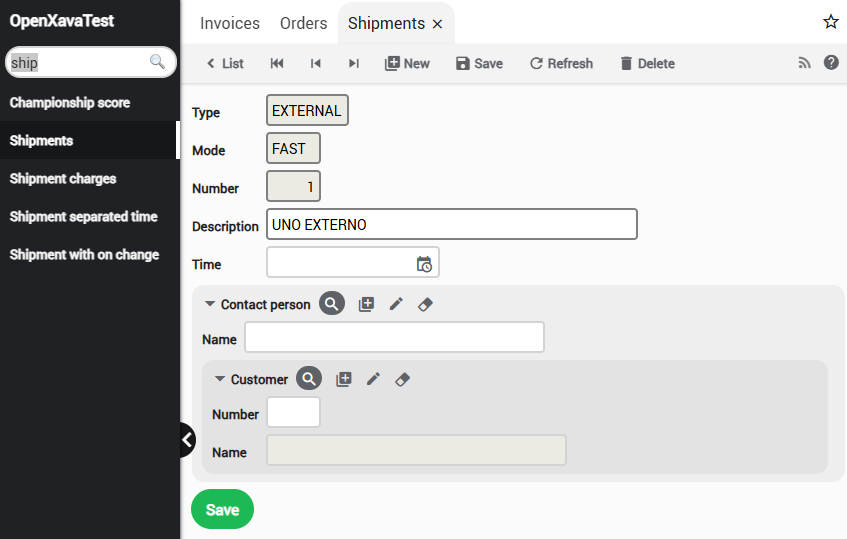 OpenXavaTest
ship
Championship score
Shipments
Shipment charges
Shipment separated time
Shipment with on change
Invoices Orders Shipments
List New Save Refresh Delete
Type EXTERNAL
Mode FAST
Number 1
Description UNO EXTERNO
Time
Contact person
Name
Customer
Number
Name
Save